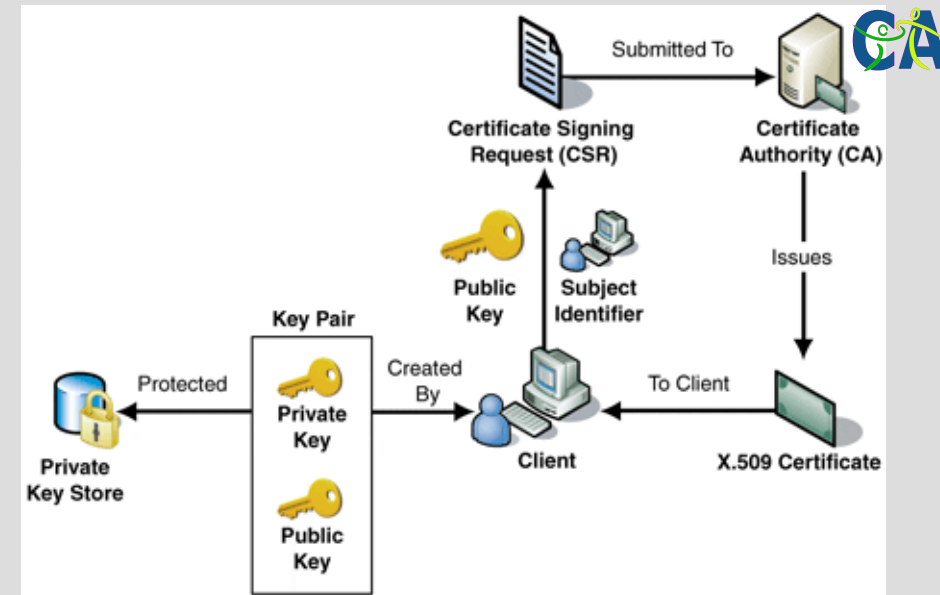 Submitted To
CA
Certificate Signing
Request (CSR)
Certificate
Authority (CA)
Public
Key
Subject
Identifier
Issues
Key Pair
Protected
Private
Key
Created
By
To Client
Private
Key Store
Client
X.509 Certificate
Public
Key